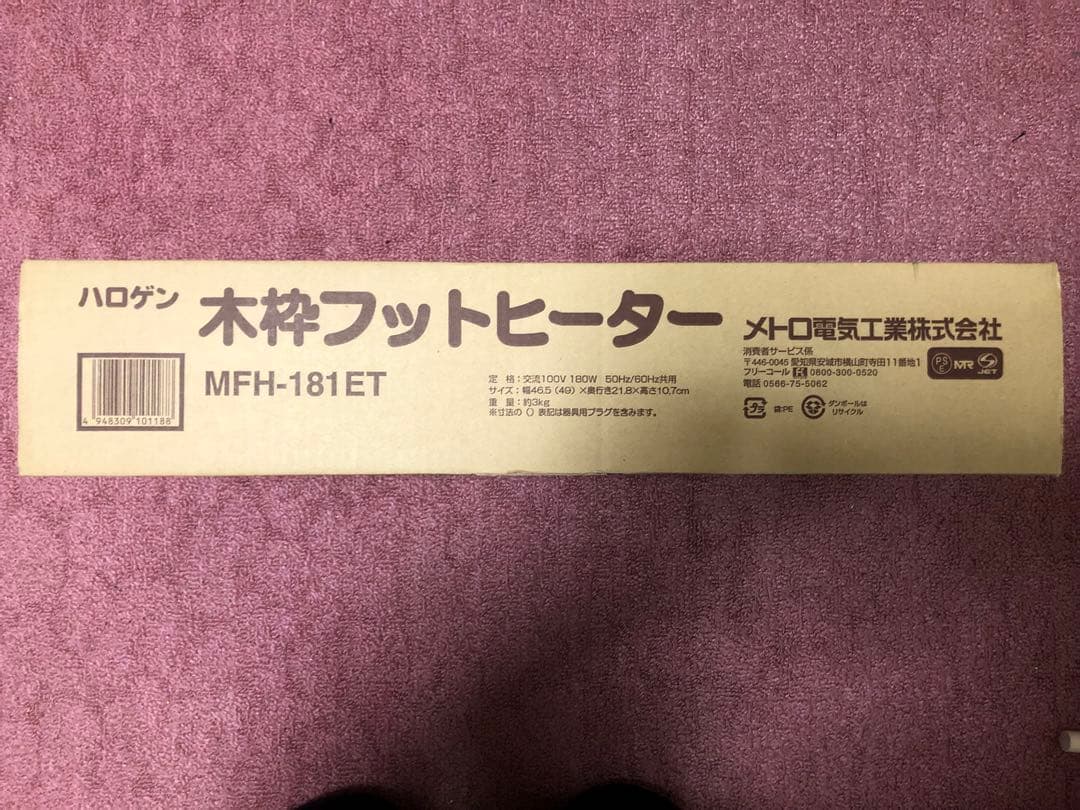 ハロゲン
木枠フットヒーター
MFH-181ET
4 948309 101188
定　格：交流100V 180W　50Hz/60Hz共用
サイズ：幅46.5（49）×奥行き21.8×高さ10.7cm
重　量：約3kg
※寸法の（）表記は器具用プラグを含みます。
メトロ電気工業株式会社
消費者サービス係
〒446-0045 愛知県安城市横山町寺田11番地1
フリーコール 0800-300-0520
電話 0566-75-5062
PS
E
MTR
JET
プラ
袋:PE
ダンボールは
リサイクル